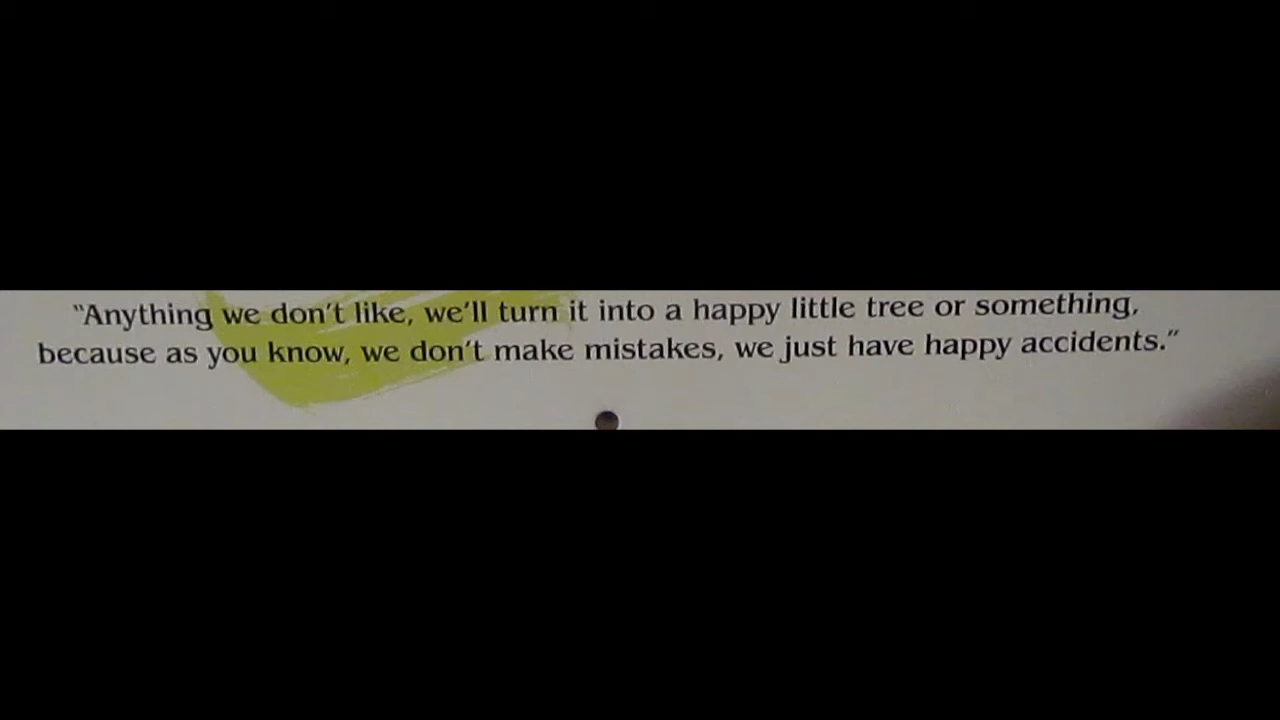 "Anything we don't like, we'll turn it into a happy little tree or something,
because as you know, we don't make mistakes, we just have happy accidents."